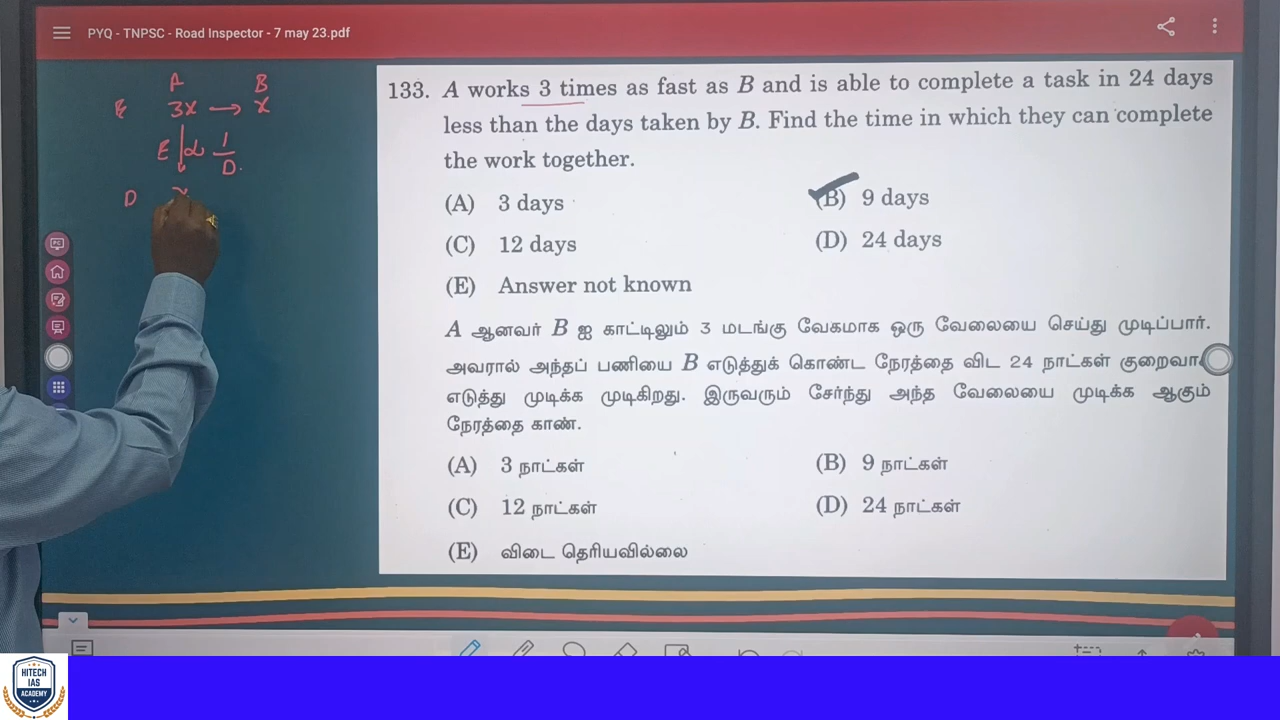 PYQ - TNPSC - Road Inspector - 7 may 23.pdf
A B
E 3x → x
E α 1/D.
D x
133. A works 3 times as fast as B and is able to complete a task in 24 days
less than the days taken by B. Find the time in which they can complete
the work together.
(A) 3 days (B) 9 days
(C) 12 days (D) 24 days
(E) Answer not known
A ஆனவர் B ஐ காட்டிலும் 3 மடங்கு வேகமாக ஒரு வேலையை செய்து முடிப்பார்.
அவரால் அந்தப் பணியை B எடுத்துக் கொண்ட நேரத்தை விட 24 நாட்கள்
எடுத்து முடிக்க முடிகிறது. இருவரும் சேர்ந்து அந்த வேலையை முடிக்க ஆகும்
நேரத்தை காண்.
(A) 3 நாட்கள் (B) 9 நாட்கள்
(C) 12 நாட்கள் (D) 24 நாட்கள்
(E) விடை தெரியவில்லை
HITECH
IAS
ACADEMY